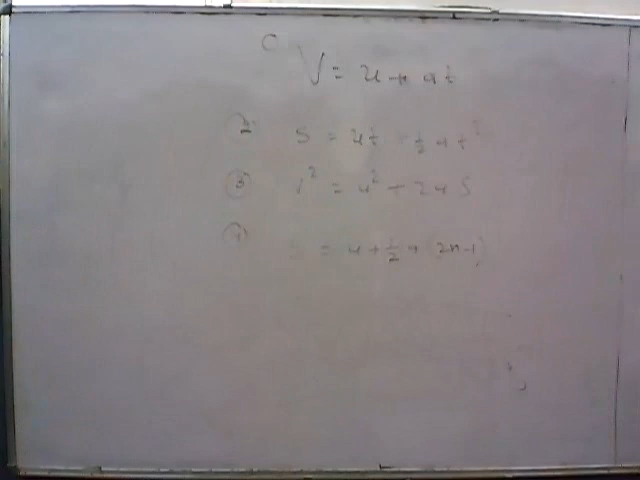 V = u + at
② S = ut + ½ at²
③ v² = u² + 2as
④ = u + ½ a (2n-1)